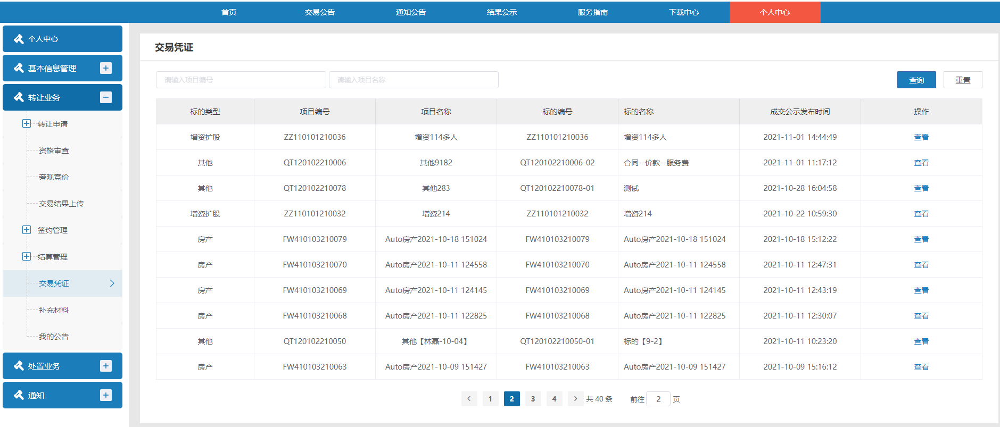 首页 交易公告 通知公告 结果公示 服务指南 下载中心 个人中心
个人中心
基本信息管理
转让业务
转让申请
资格审查
旁观竞价
交易结果上传
签约管理
结算管理
交易凭证
补充材料
我的公告
处置业务
通知
交易凭证
请输入项目编号 请输入项目名称 查询 重置
标的类型 项目编号 项目名称 标的编号 标的名称 成交公示发布时间 操作
增资扩股 ZZ110101210036 增资114多人 ZZ110101210036 增资114多人 2021-11-01 14:44:49 查看
其他 QT120102210006 其他9182 QT120102210006-02 合同--价款--服务费 2021-11-01 11:17:12 查看
其他 QT120102210078 其他283 QT120102210078-01 测试 2021-10-28 16:04:58 查看
增资扩股 ZZ110101210032 增资214 ZZ110101210032 增资214 2021-10-22 10:59:30 查看
房产 FW410103210079 Auto房产2021-10-18 151024 FW410103210079 Auto房产2021-10-18 151024 2021-10-18 15:12:22 查看
房产 FW410103210070 Auto房产2021-10-11 124558 FW410103210070 Auto房产2021-10-11 124558 2021-10-11 12:47:31 查看
房产 FW410103210069 Auto房产2021-10-11 124145 FW410103210069 Auto房产2021-10-11 124145 2021-10-11 12:43:19 查看
房产 FW410103210068 Auto房产2021-10-11 122825 FW410103210068 Auto房产2021-10-11 122825 2021-10-11 12:30:07 查看
其他 QT120102210050 其他【林磊-10-04】 QT120102210050-01 标的【9-2】 2021-10-11 10:23:20 查看
房产 FW410103210063 Auto房产2021-10-09 151427 FW410103210063 Auto房产2021-10-09 151427 2021-10-09 15:16:12 查看
1 2 3 4 共 40 条 前往 2 页